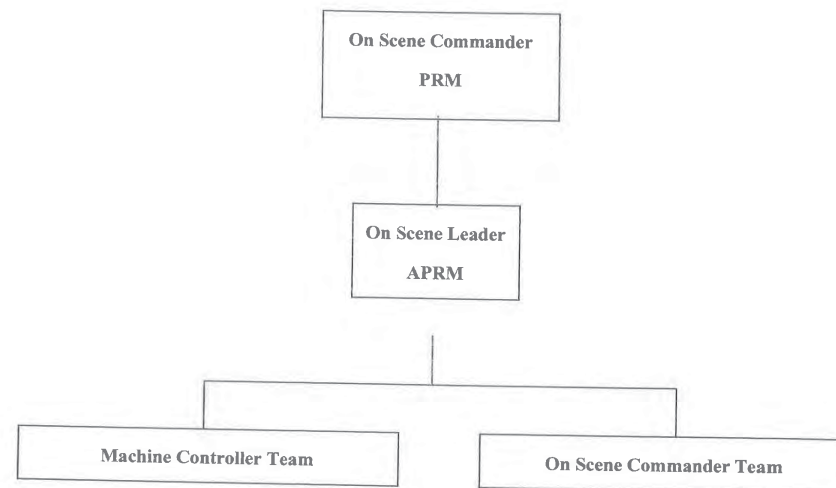 On Scene Commander
PRM
On Scene Leader
APRM
Machine Controller Team
On Scene Commander Team